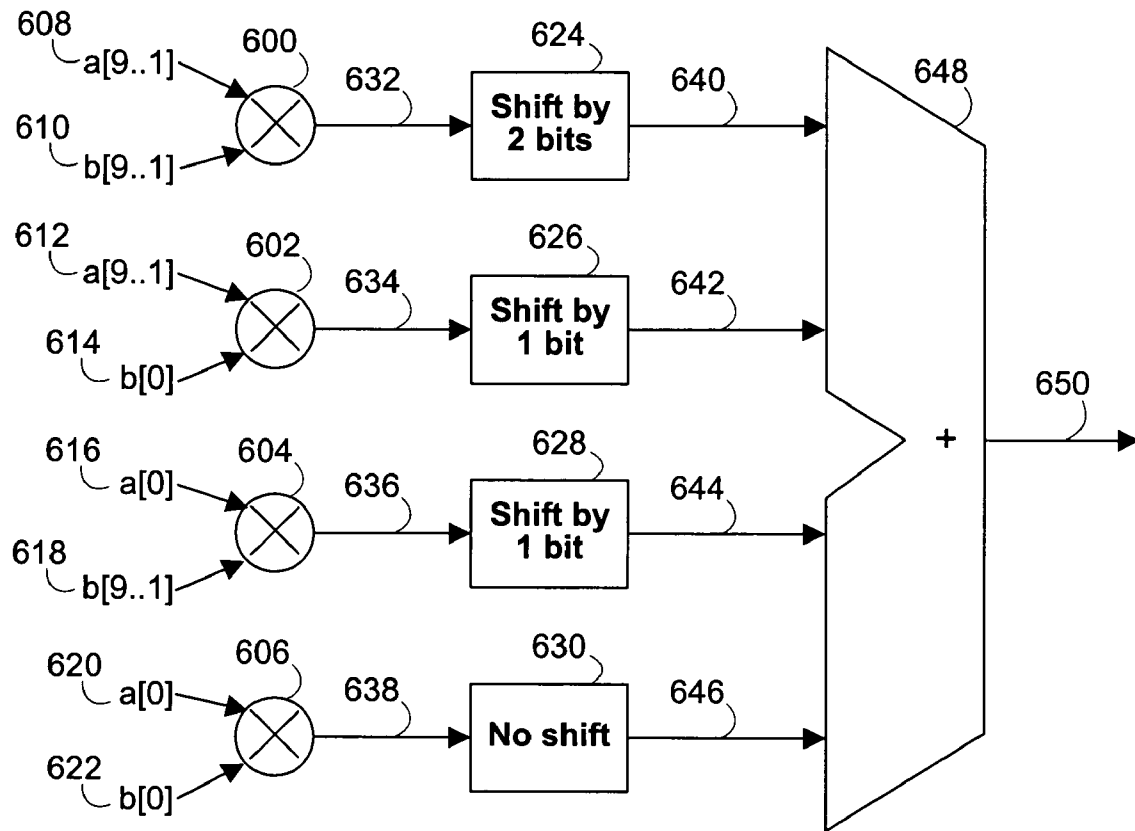 608 a[9..1] 600 632 624 Shift by 2 bits 640 648
610 b[9..1]
612 a[9..1] 602 634 626 Shift by 1 bit 642
614 b[0]
650
+
616 a[0] 604 636 628 Shift by 1 bit 644
618 b[9..1]
620 a[0] 606 638 630 No shift 646
622 b[0]